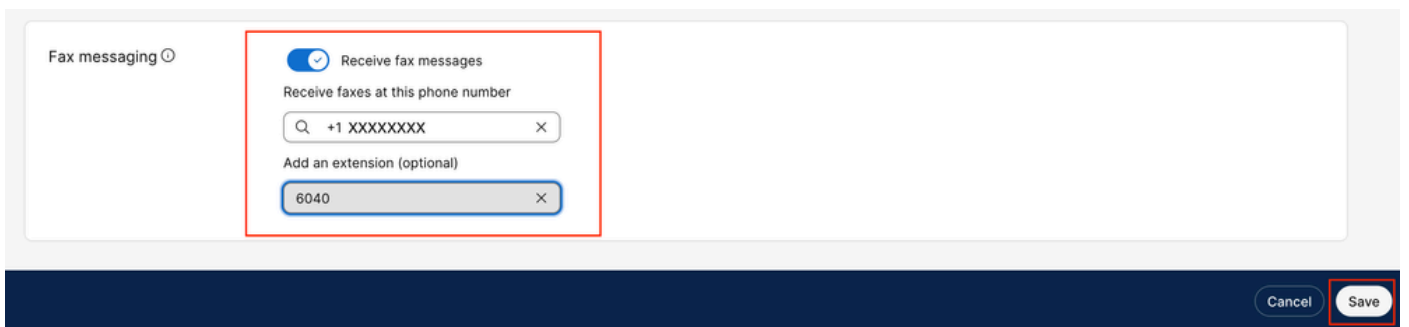 Fax messaging
Receive fax messages
Receive faxes at this phone number
+1 XXXXXXXX
Add an extension (optional)
6040
Cancel
Save